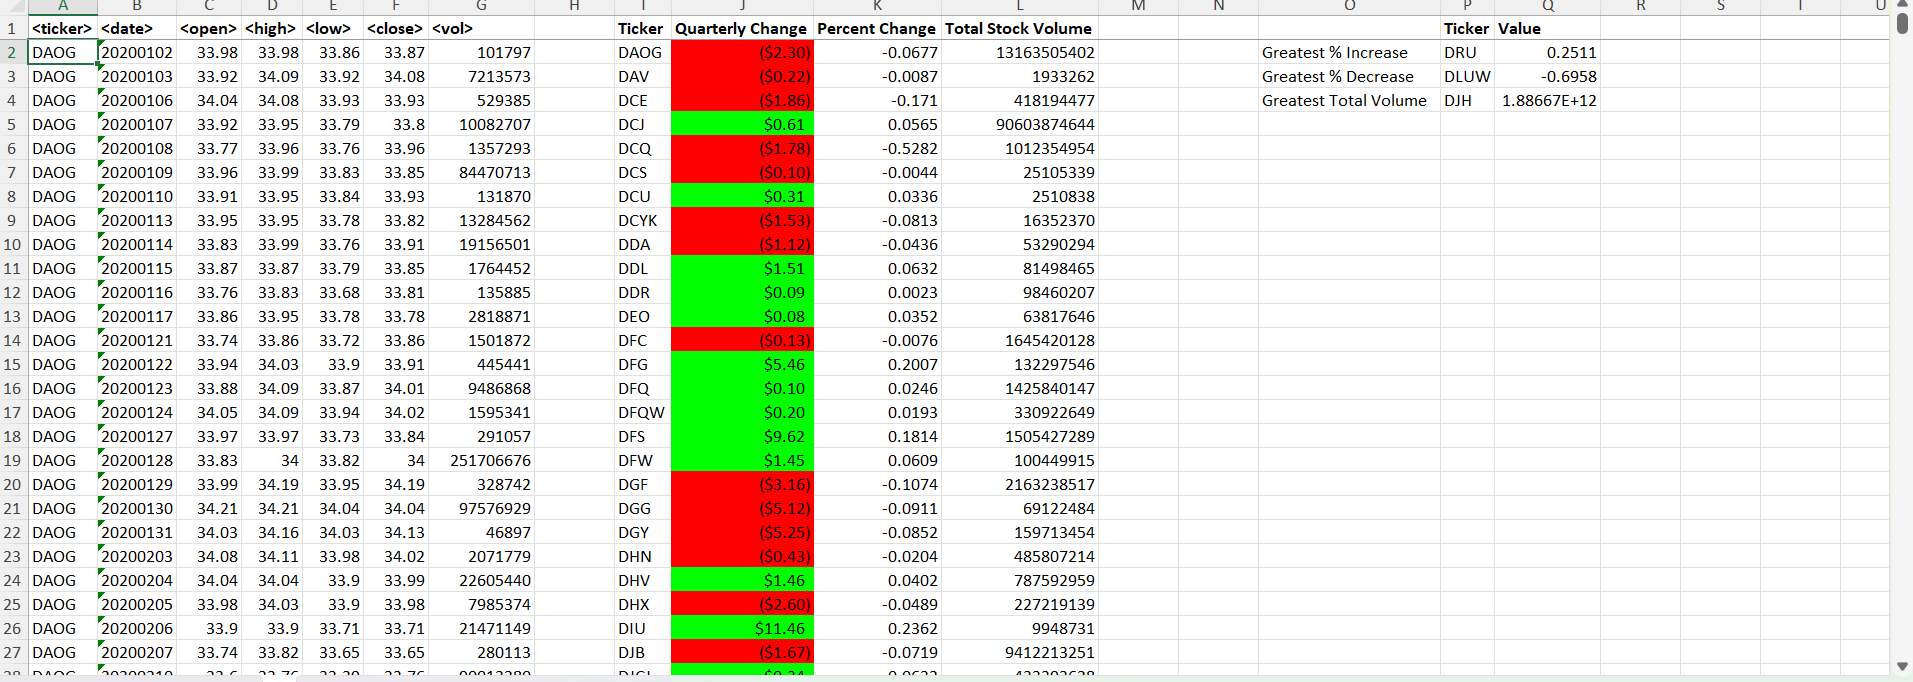 A B C D E F G H I J K L M N O P Q R S T U
1 <ticker> <date> <open> <high> <low> <close> <vol> Ticker Quarterly Change Percent Change Total Stock Volume Ticker Value
2 DAOG 20200102 33.98 33.98 33.86 33.87 101797 DAOG ($2.30) -0.0677 13163505402 Greatest % Increase DRU 0.2511
3 DAOG 20200103 33.92 34.09 33.92 34.08 7213573 DAV ($0.22) -0.0087 1933262 Greatest % Decrease DLUW -0.6958
4 DAOG 20200106 34.04 34.08 33.93 33.93 529385 DCE ($1.86) -0.171 418194477 Greatest Total Volume DJH 1.88667E+12
5 DAOG 20200107 33.92 33.95 33.79 33.8 10082707 DCJ $0.61 0.0565 90603874644
6 DAOG 20200108 33.77 33.96 33.76 33.96 1357293 DCQ ($1.78) -0.5282 1012354954
7 DAOG 20200109 33.96 33.99 33.83 33.85 84470713 DCS ($0.10) -0.0044 25105339
8 DAOG 20200110 33.91 33.95 33.84 33.93 131870 DCU $0.31 0.0336 2510838
9 DAOG 20200113 33.95 33.95 33.78 33.82 13284562 DCYK ($1.53) -0.0813 16352370
10 DAOG 20200114 33.83 33.99 33.76 33.91 19156501 DDA ($1.12) -0.0436 53290294
11 DAOG 20200115 33.87 33.87 33.79 33.85 1764452 DDL $1.51 0.0632 81498465
12 DAOG 20200116 33.76 33.83 33.68 33.81 135885 DDR $0.09 0.0023 98460207
13 DAOG 20200117 33.86 33.95 33.78 33.78 2818871 DEO $0.08 0.0352 63817646
14 DAOG 20200121 33.74 33.86 33.72 33.86 1501872 DFC ($0.13) -0.0076 1645420128
15 DAOG 20200122 33.94 34.03 33.9 33.91 445441 DFG $5.46 0.2007 132297546
16 DAOG 20200123 33.88 34.09 33.87 34.01 9486868 DFQ $0.10 0.0246 1425840147
17 DAOG 20200124 34.05 34.09 33.94 34.02 1595341 DFQW $0.20 0.0193 330922649
18 DAOG 20200127 33.97 33.97 33.73 33.84 291057 DFS $9.62 0.1814 1505427289
19 DAOG 20200128 33.83 34 33.82 34 251706676 DFW $1.45 0.0609 100449915
20 DAOG 20200129 33.99 34.19 33.95 34.19 328742 DGF ($3.16) -0.1074 2163238517
21 DAOG 20200130 34.21 34.21 34.04 34.04 97576929 DGG ($5.12) -0.0911 69122484
22 DAOG 20200131 34.03 34.16 34.03 34.13 46897 DGY ($5.25) -0.0852 159713454
23 DAOG 20200203 34.08 34.11 33.98 34.02 2071779 DHN ($0.43) -0.0204 485807214
24 DAOG 20200204 34.04 34.04 33.9 33.99 22605440 DHV $1.46 0.0402 787592959
25 DAOG 20200205 33.98 34.03 33.9 33.98 7985374 DHX ($2.60) -0.0489 227219139
26 DAOG 20200206 33.9 33.9 33.71 33.71 21471149 DIU $11.46 0.2362 9948731
27 DAOG 20200207 33.74 33.82 33.65 33.65 280113 DJB ($1.67) -0.0719 9412213251